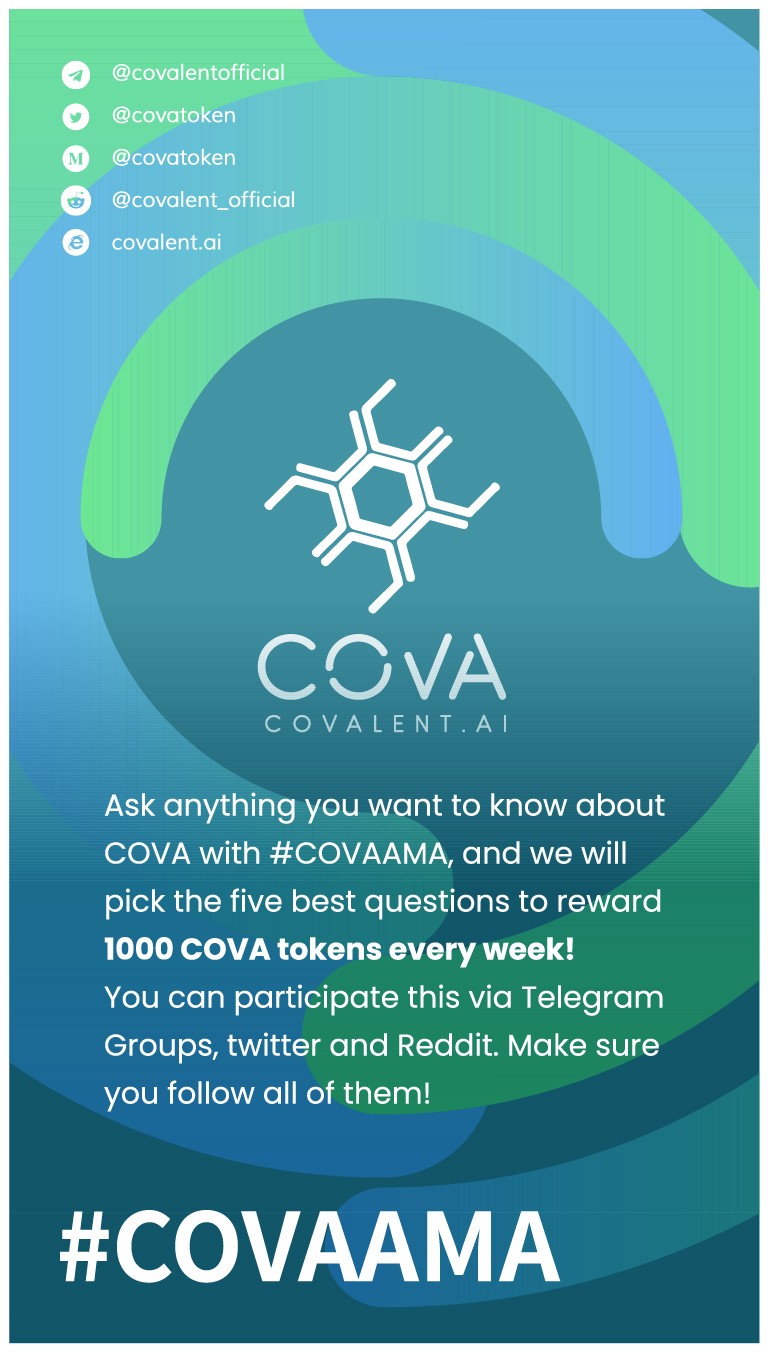 @covalentofficial
@covatoken
M @covatoken
@covalent_official
covalent.ai
COVA
COVALENT.AI
Ask anything you want to know about
COVA with #COVAAMA, and we will
pick the five best questions to reward
1000 COVA tokens every week!
You can participate this via Telegram
Groups, twitter and Reddit. Make sure
you follow all of them!
#COVAAMA